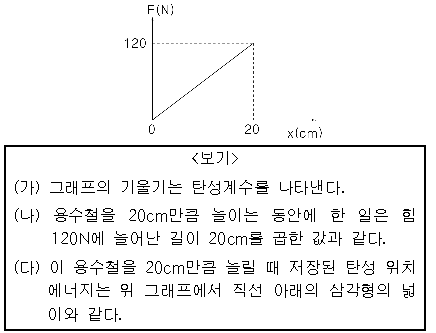 F(N)
120
0
20
x(cm)
<보기>
(가) 그래프의 기울기는 탄성계수를 나타낸다.
(나) 용수철을 20cm만큼 늘이는 동안에 한 일은 힘
120N에 늘어난 길이 20cm를 곱한 값과 같다.
(다) 이 용수철을 20cm만큼 늘릴 때 저장된 탄성 위치
에너지는 위 그래프에서 직선 아래의 삼각형의 넓
이와 같다.